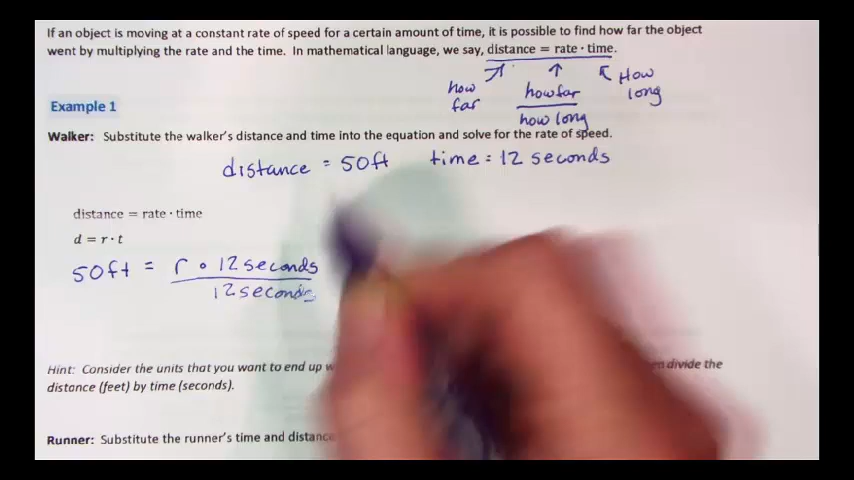 If an object is moving at a constant rate of speed for a certain amount of time, it is possible to find how far the object
went by multiplying the rate and the time. In mathematical language, we say, distance = rate · time.
how far
how far
how long
How long
Example 1
Walker: Substitute the walker's distance and time into the equation and solve for the rate of speed.
distance = 50ft time = 12 seconds
distance = rate · time
d = r · t
50ft = r • 12 seconds
12 seconds
Hint: Consider the units that you want to end up divide the
distance (feet) by time (seconds).
Runner: Substitute the runner's time and distance